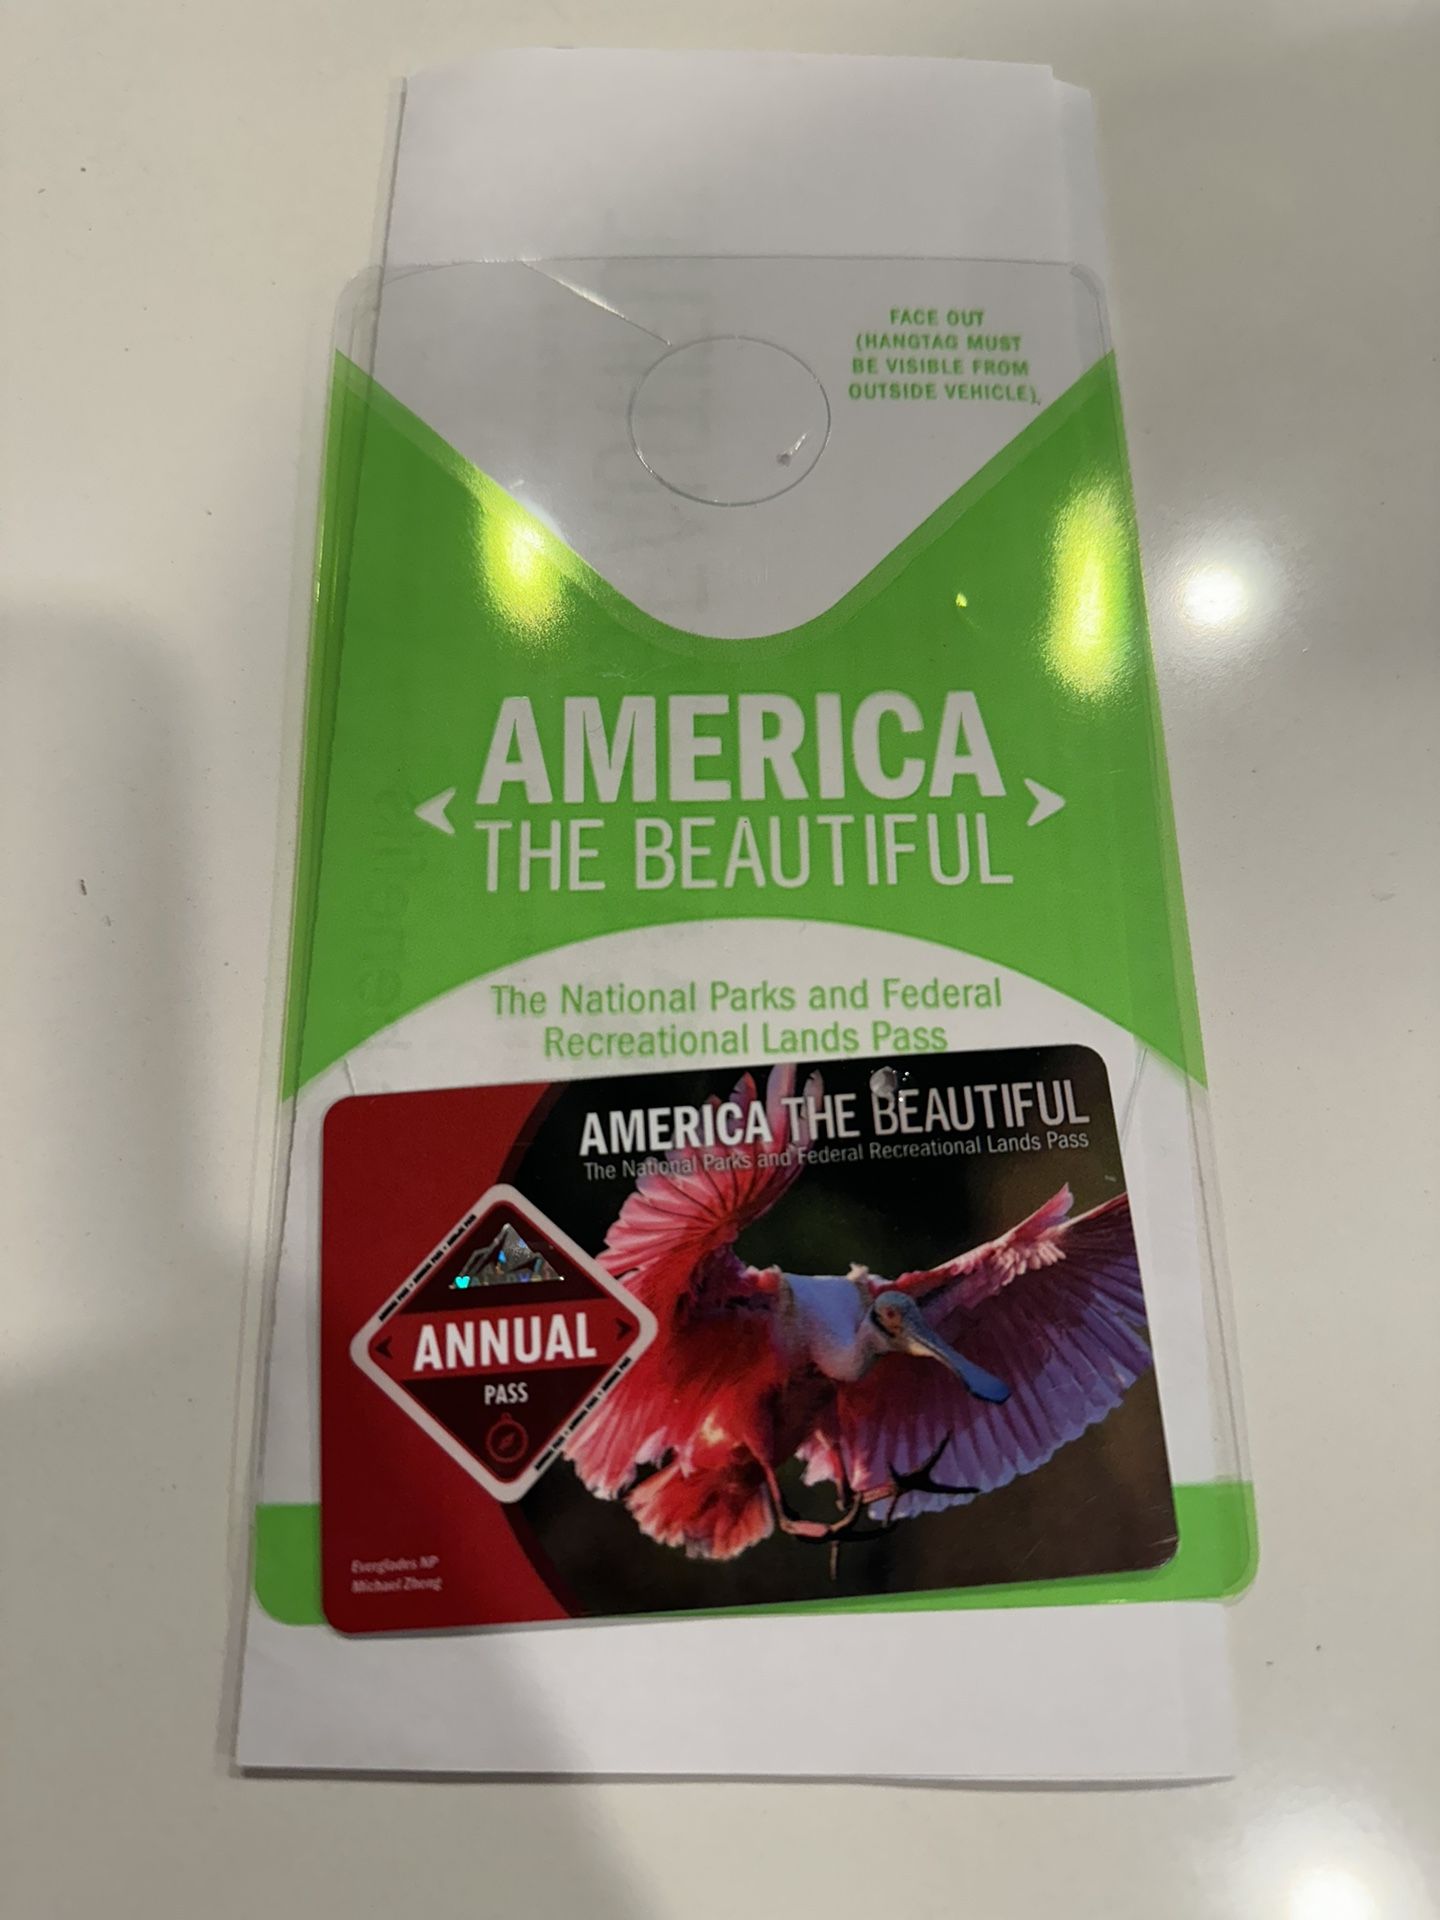 FACE OUT
(HANGTAG MUST
BE VISIBLE FROM
OUTSIDE VEHICLE)
AMERICA
THE BEAUTIFUL
The National Parks and Federal
Recreational Lands Pass
AMERICA THE BEAUTIFUL
The National Parks and Federal Recreational Lands Pass
ANNUAL
PASS
Everglades NP
Michael Zheng